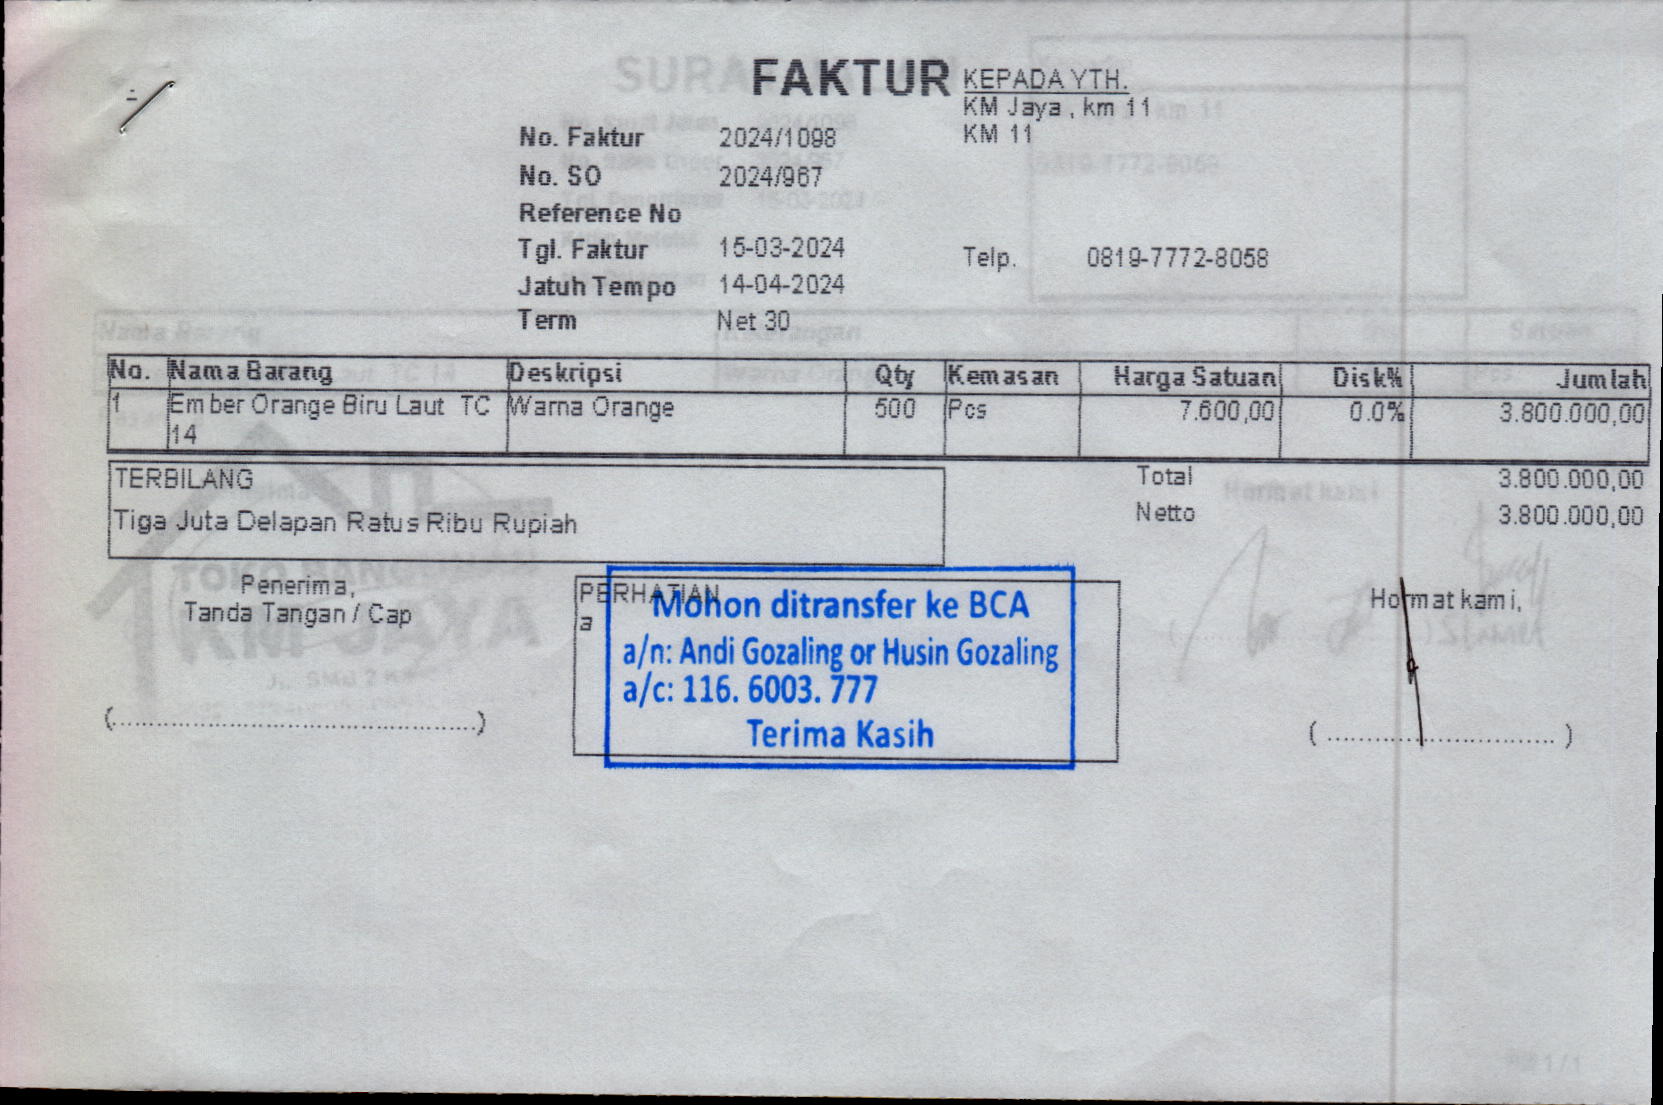 FAKTUR
KEPADA YTH.
KM Jaya , km 11
KM 11
No. Faktur 2024/1098
No. SO 2024/967
Reference No
Tgl. Faktur 15-03-2024
Telp. 0819-7772-8058
Jatuh Tempo 14-04-2024
Term Net 30
No. Nama Barang Deskripsi Qty Kemasan Harga Satuan Disk% Jumlah
1 Ember Orange Biru Laut TC Warna Orange 500 Pcs 7.600,00 0.0% 3.800.000,00
14
TERBILANG
Total 3.800.000,00
Tiga Juta Delapan Ratus Ribu Rupiah
Netto 3.800.000,00
Penerima,
Tanda Tangan / Cap
PERHATIAN
a
Mohon ditransfer ke BCA
a/n: Andi Gozaling or Husin Gozaling
a/c: 116. 6003. 777
Terima Kasih
Hormat kami,
(..............................................)
( ............................... )